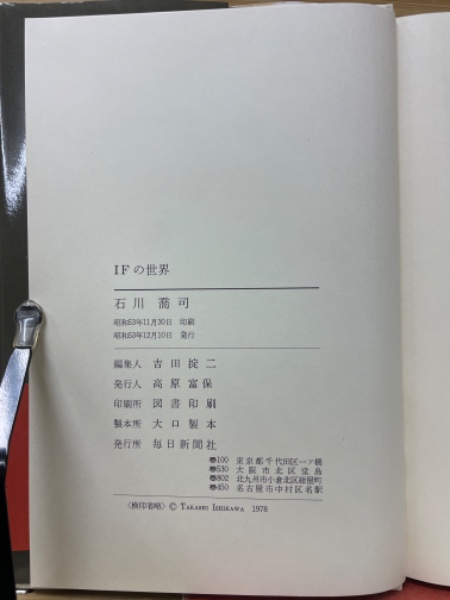 IFの世界
石川 喬司
昭和53年11月30日 印刷
昭和53年12月10日 発行
編集人 吉田掟二
発行人 高原富保
印刷所 図書印刷
製本所 大口製本
発行所 毎日新聞社
〠100 東京都千代田区一ツ橋
〠530 大阪市北区堂島
〠802 北九州市小倉北区紺屋町
〠450 名古屋市中村区名駅
〈検印省略〉 © TAKASHI ISHIKAWA 1978